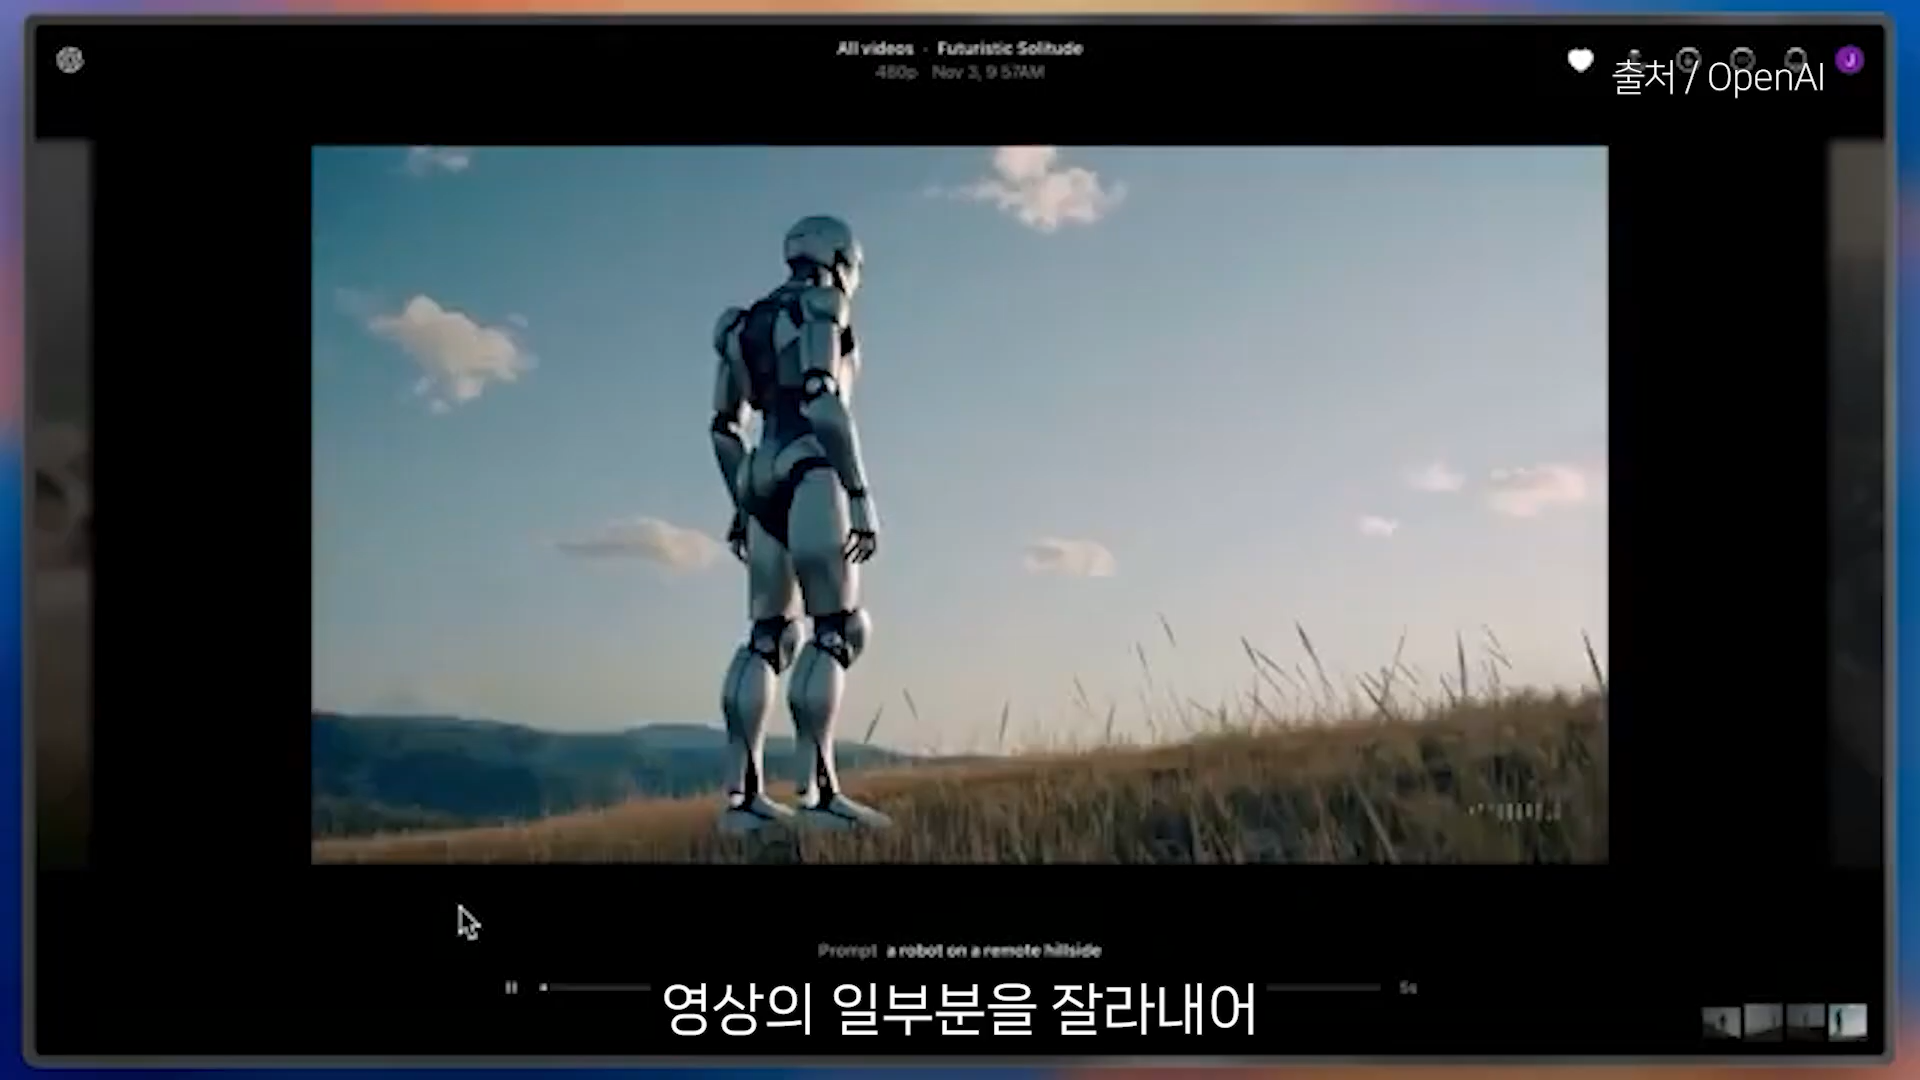 All videos · Futuristic Solitude
480p Nov 3, 9:57AM
J
출처 / OpenAI
Prompt a robot on a remote hillside
5s
영상의 일부분을 잘라내어